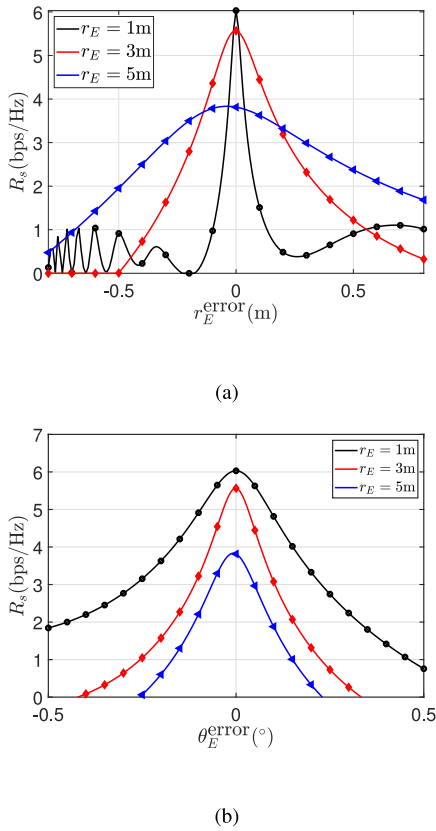 r_E = 1m
r_E = 3m
r_E = 5m
R_s(bps/Hz)
6
5
4
3
2
1
0
-0.5 0 0.5
r_E^error(m)
(a)
r_E = 1m
r_E = 3m
r_E = 5m
R_s(bps/Hz)
7
6
5
4
3
2
1
0
-0.5 0 0.5
θ_E^error(°)
(b)